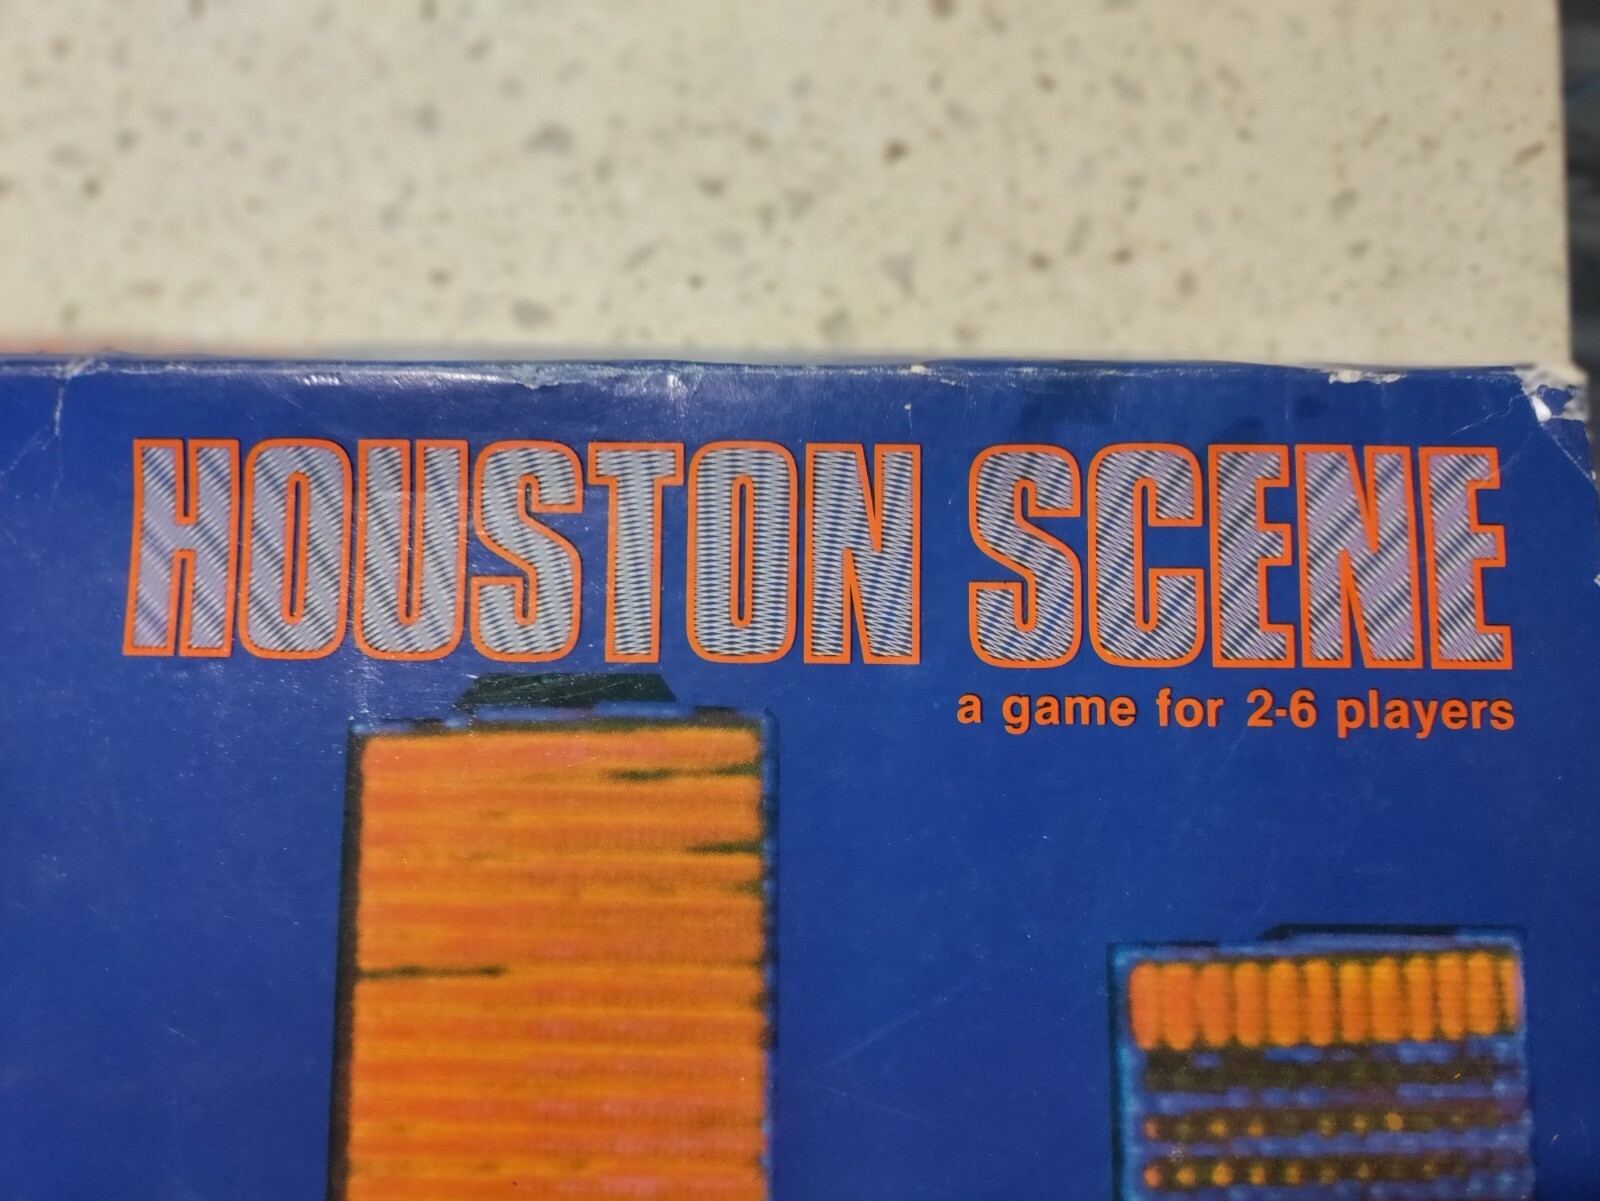 HOUSTON SCENE
a game for 2-6 players